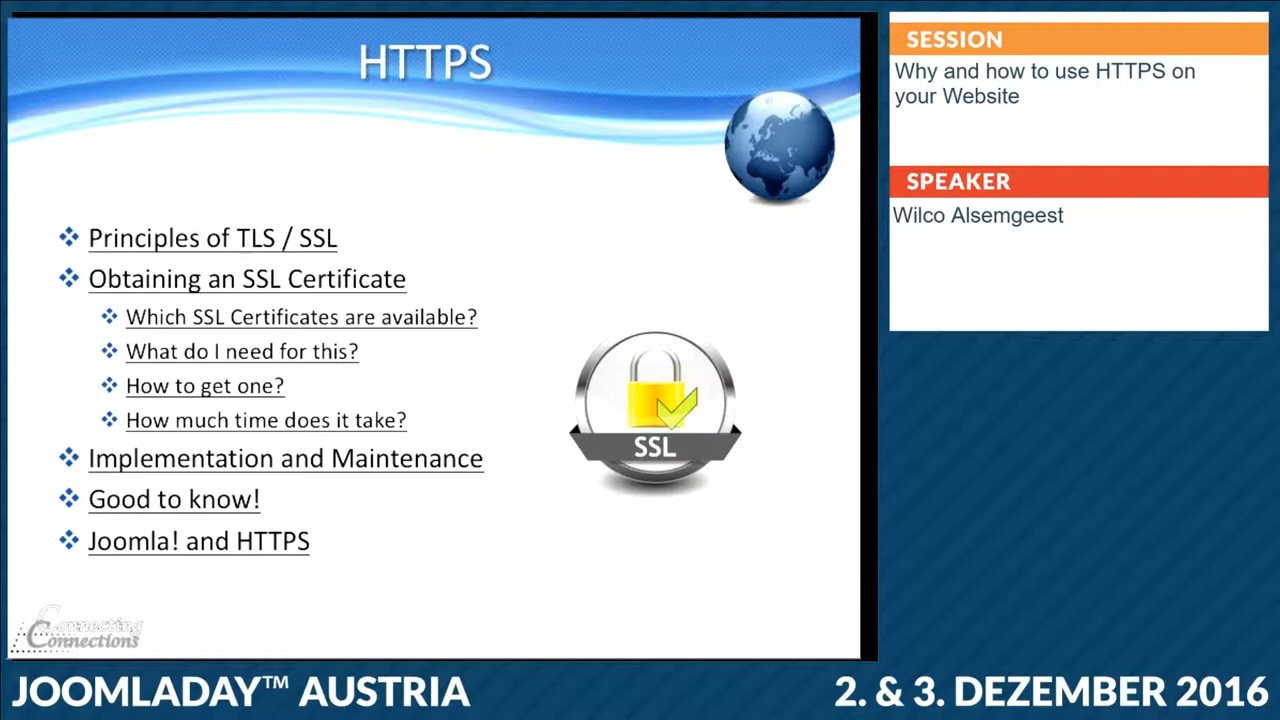 HTTPS
Principles of TLS / SSL
Obtaining an SSL Certificate
Which SSL Certificates are available?
What do I need for this?
How to get one?
How much time does it take?
Implementation and Maintenance
Good to know!
Joomla! and HTTPS
SSL
Connecting
Connections
SESSION
Why and how to use HTTPS on
your Website
SPEAKER
Wilco Alsemgeest
JOOMLADAY™ AUSTRIA
2. & 3. DEZEMBER 2016